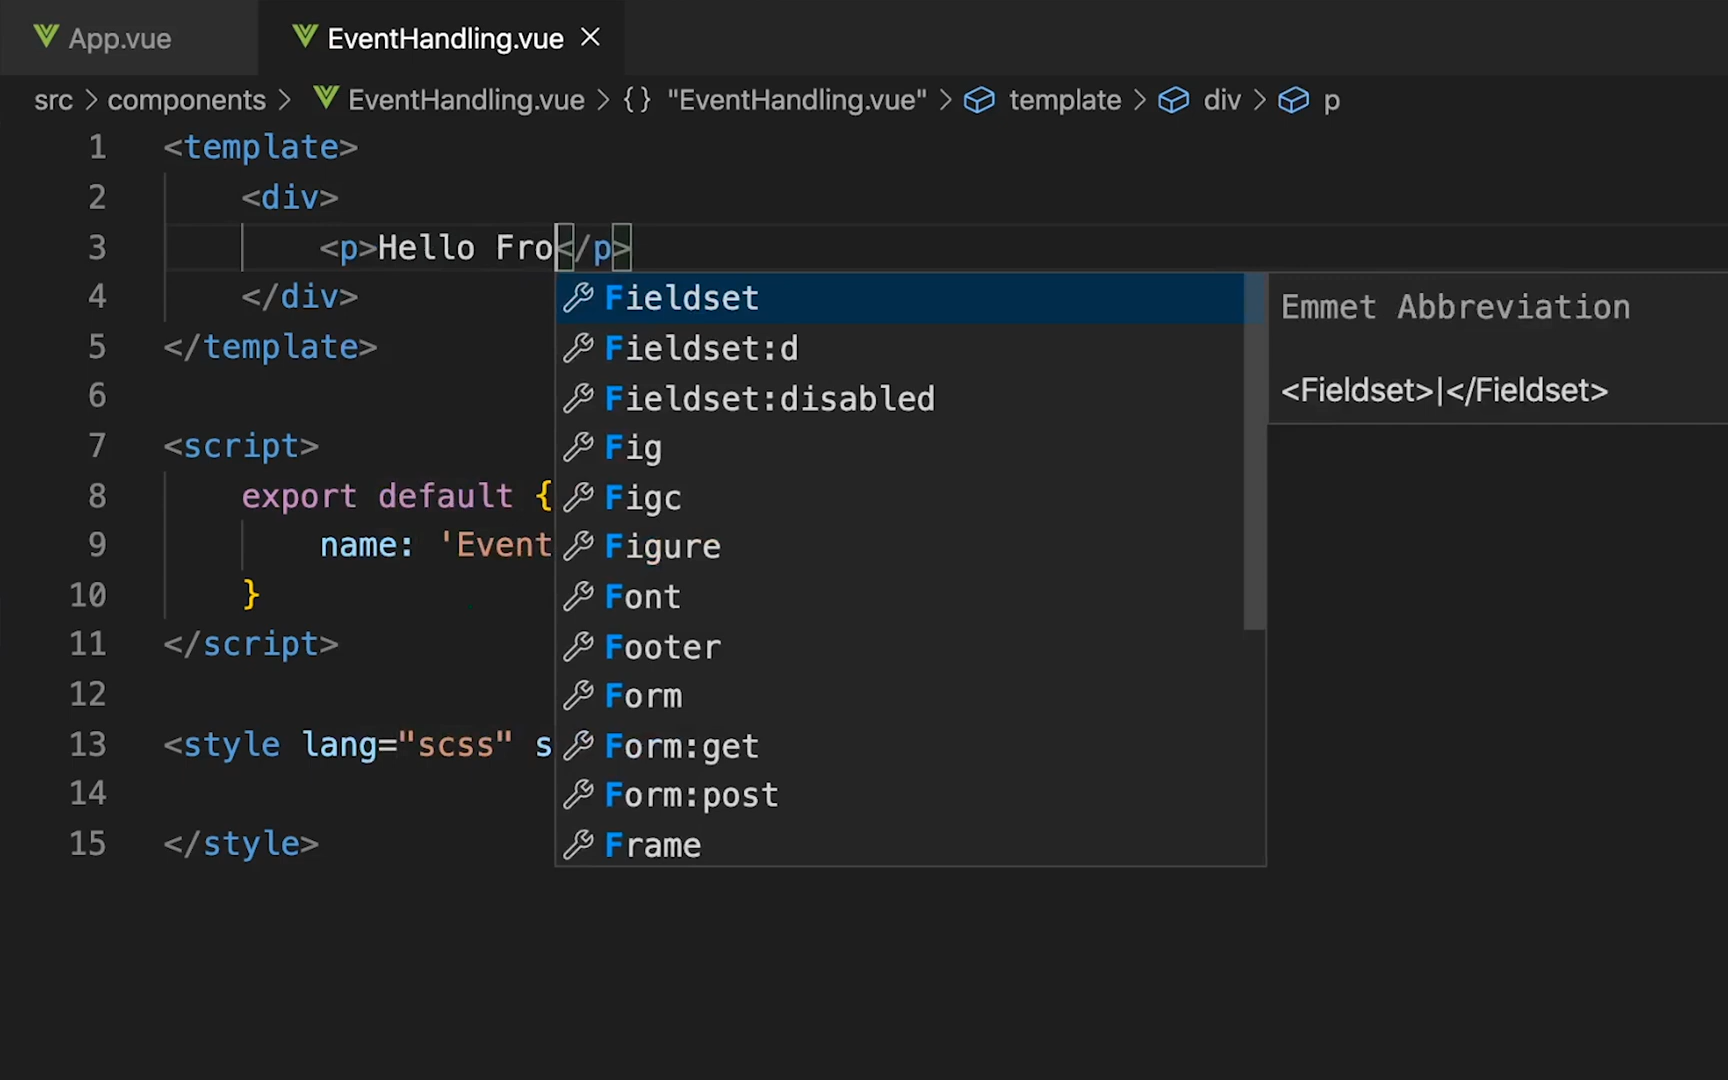 App.vue
EventHandling.vue
src > components > EventHandling.vue > {} "EventHandling.vue" > template > div > p
1 <template>
2 <div>
3 <p>Hello Fro</p>
4 </div>
5 </template>
6
7 <script>
8 export default {
9 name: 'Event
10 }
11 </script>
12
13 <style lang="scss" s
14
15 </style>
Fieldset
Fieldset:d
Fieldset:disabled
Fig
Figc
Figure
Font
Footer
Form
Form:get
Form:post
Frame
Emmet Abbreviation
<Fieldset>|</Fieldset>